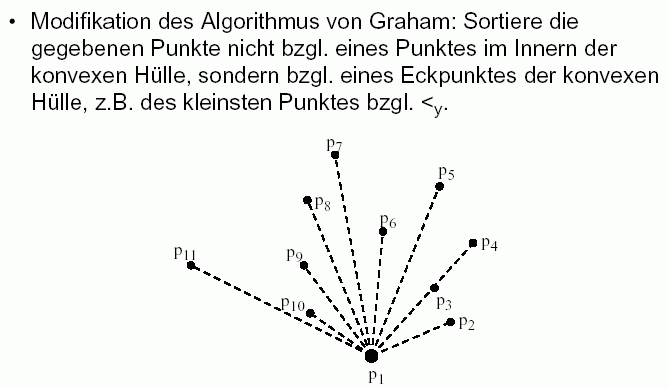 • Modifikation des Algorithmus von Graham: Sortiere die
gegebenen Punkte nicht bzgl. eines Punktes im Innern der
konvexen Hülle, sondern bzgl. eines Eckpunktes der konvexen
Hülle, z.B. des kleinsten Punktes bzgl. <y.
p7
p5
p8
p6
p4
p11
p9
p3
p10
p2
p1